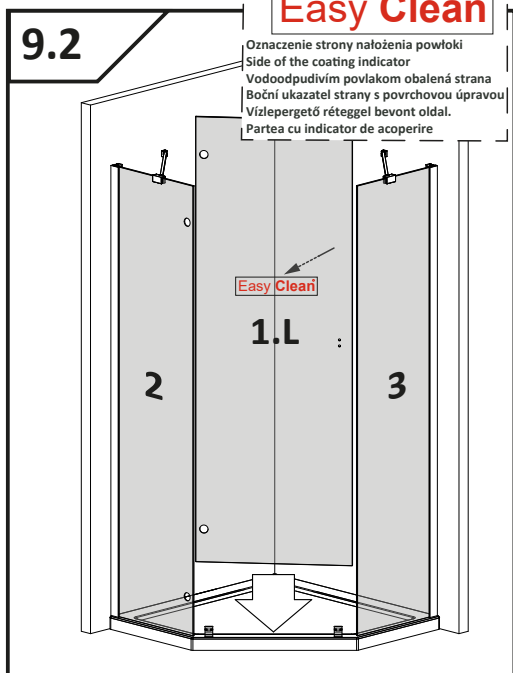 9.2
Easy Clean
Oznaczenie strony nałożenia powłoki
Side of the coating indicator
Vodoodpudivím povlakom obalená strana
Boční ukazatel strany s povrchovou úpravou
Vízlepergető réteggel bevont oldal.
Partea cu indicator de acoperire
Easy Clean
1.L
2
3